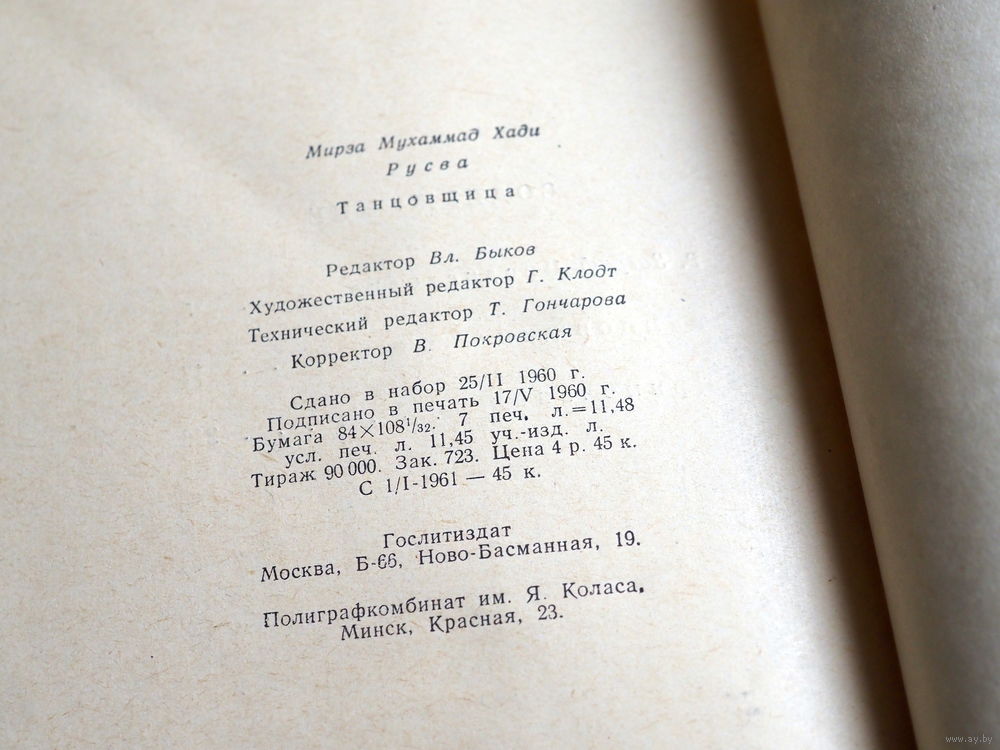 Мирза Мухаммад Хади
Русва
Танцовщица
Редактор Вл. Быков
Художественный редактор Г. Клодт
Технический редактор Т. Гончарова
Корректор В. Покровская
Сдано в набор 25/II 1960 г.
Подписано в печать 17/V 1960 г.
Бумага 84×108¹/₃₂. 7 печ. л.=11,48
усл. печ. л. 11,45 уч.-изд. л.
Тираж 90 000. Зак. 723. Цена 4 р. 45 к.
С 1/I-1961 — 45 к.
Гослитиздат
Москва, Б-66, Ново-Басманная, 19.
Полиграфкомбинат им. Я. Коласа,
Минск, Красная, 23.
www.ay.by